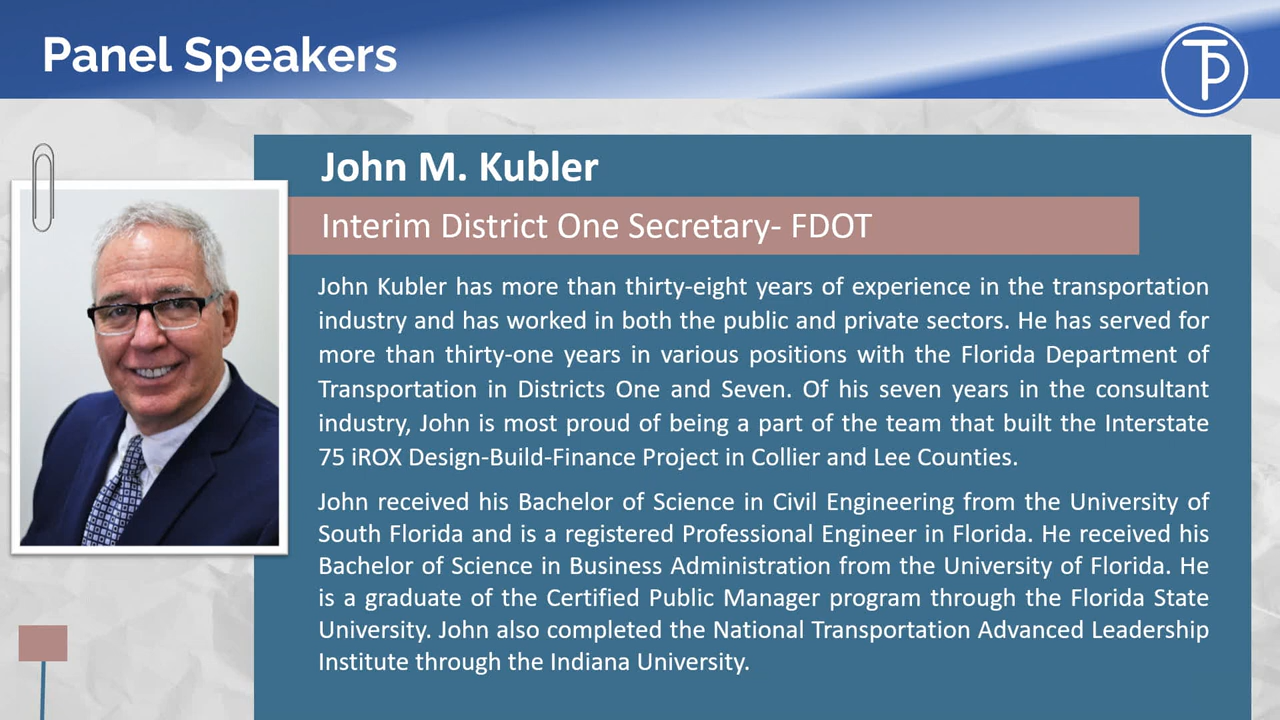 Panel Speakers
TP
John M. Kubler
Interim District One Secretary- FDOT
John Kubler has more than thirty-eight years of experience in the transportation
industry and has worked in both the public and private sectors. He has served for
more than thirty-one years in various positions with the Florida Department of
Transportation in Districts One and Seven. Of his seven years in the consultant
industry, John is most proud of being a part of the team that built the Interstate
75 iROX Design-Build-Finance Project in Collier and Lee Counties.
John received his Bachelor of Science in Civil Engineering from the University of
South Florida and is a registered Professional Engineer in Florida. He received his
Bachelor of Science in Business Administration from the University of Florida. He
is a graduate of the Certified Public Manager program through the Florida State
University. John also completed the National Transportation Advanced Leadership
Institute through the Indiana University.